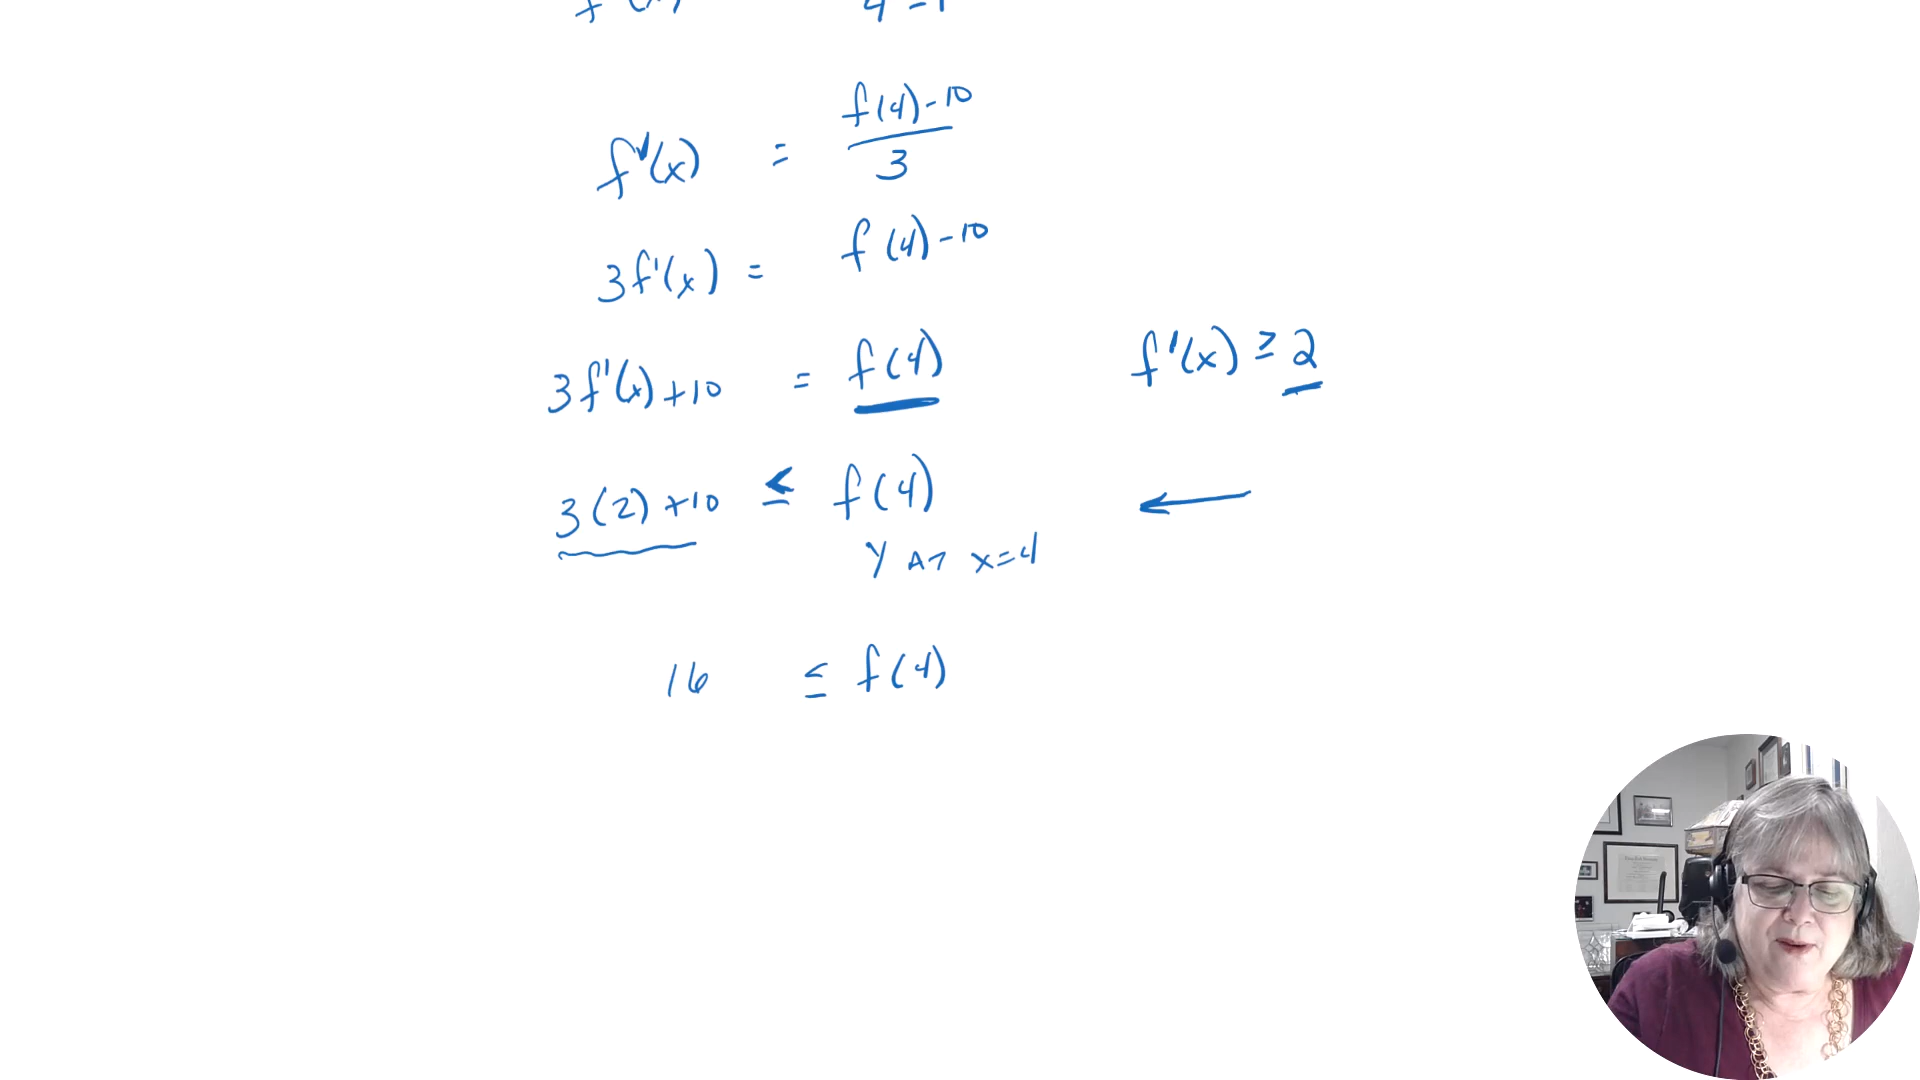 f'(x) = f(4)-10 / 3
3f'(x) = f(4)-10
3f'(x)+10 = f(4) f'(x) ≥ 2
3(2)+10 ≤ f(4)
Y AT x=4
16 ≤ f(4)